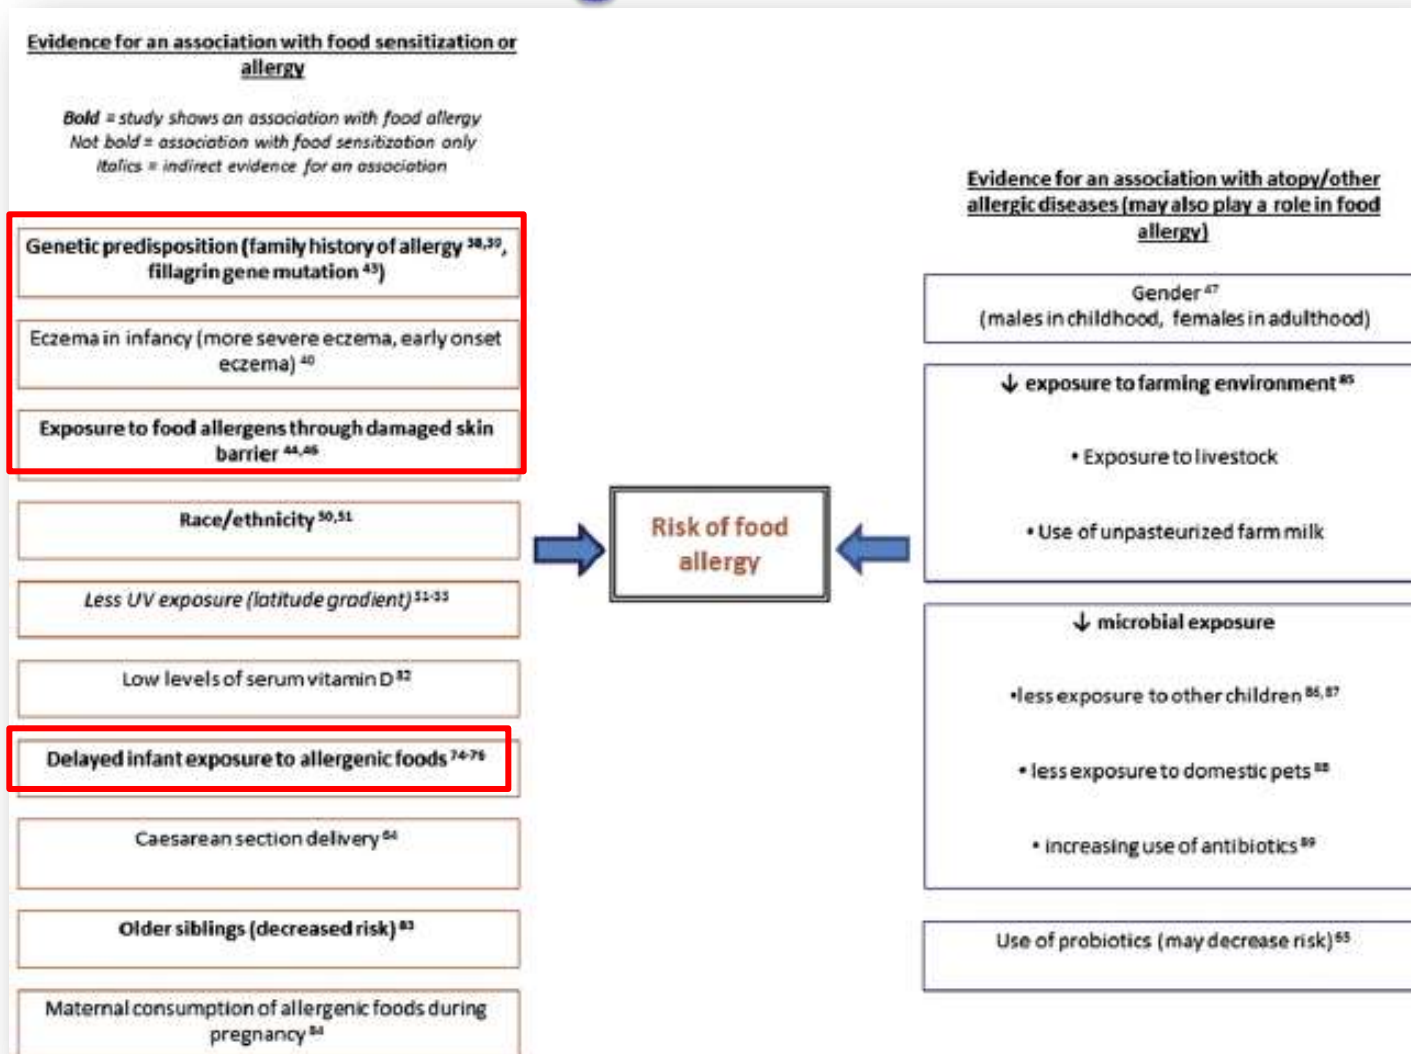 Evidence for an association with food sensitization or
allergy
Bold = study shows an association with food allergy
Not bold = association with food sensitization only
Italics = indirect evidence for an association
Genetic predisposition (family history of allergy 38,39,
fillagrin gene mutation 43)
Eczema in infancy (more severe eczema, early onset
eczema) 40
Exposure to food allergens through damaged skin
barrier 44,46
Race/ethnicity 50,51
Less UV exposure (latitude gradient)
Low levels of serum vitamin D 82
Delayed infant exposure to allergenic foods 74-76
Caesarean section delivery 64
Older siblings (decreased risk) 83
Maternal consumption of allergenic foods during
pregnancy 84
Risk of food
allergy
Evidence for an association with atopy/other
allergic diseases (may also play a role in food
allergy)
Gender 47
(males in childhood, females in adulthood)
↓ exposure to farming environment 85
• Exposure to livestock
• Use of unpasteurized farm milk
↓ microbial exposure
•less exposure to other children 86,87
• less exposure to domestic pets 88
• increasing use of antibiotics 89
Use of probiotics (may decrease risk) 65